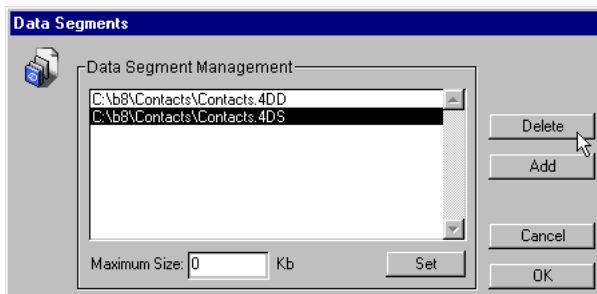 Data Segments
Data Segment Management
C:\b8\Contacts\Contacts.4DD
C:\b8\Contacts\Contacts.4DS
Delete
Add
Cancel
Maximum Size: 0 Kb Set
OK